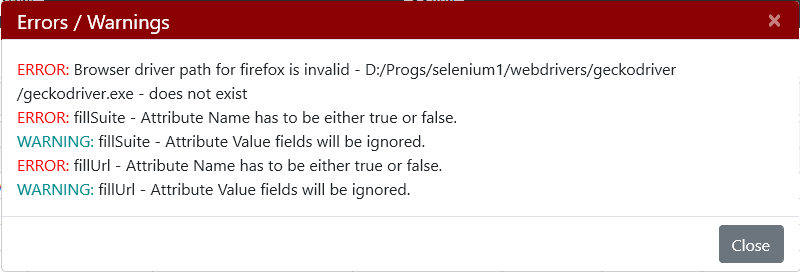 Errors / Warnings
×
ERROR: Browser driver path for firefox is invalid - D:/Progs/selenium1/webdrivers/geckodriver
/geckodriver.exe - does not exist
ERROR: fillSuite - Attribute Name has to be either true or false.
WARNING: fillSuite - Attribute Value fields will be ignored.
ERROR: fillUrl - Attribute Name has to be either true or false.
WARNING: fillUrl - Attribute Value fields will be ignored.
Close